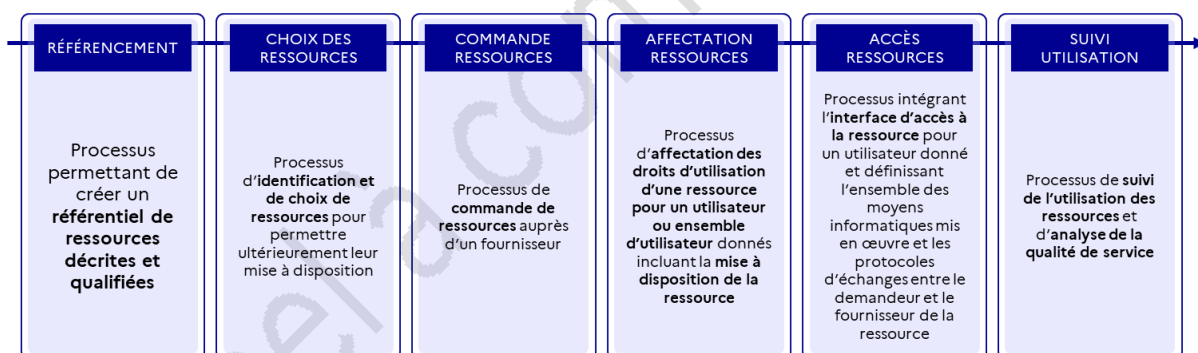 RÉFÉRENCEMENT
Processus
permettant de
créer un
référentiel de
ressources
décrites et
qualifiées
CHOIX DES
RESSOURCES
Processus
d'identification et
de choix de
ressources pour
permettre
ultérieurement leur
mise à disposition
COMMANDE
RESSOURCES
Processus de
commande de
ressources auprès
d'un fournisseur
AFFECTATION
RESSOURCES
Processus
d'affectation des
droits d'utilisation
d'une ressource
pour un utilisateur
ou ensemble
d'utilisateur donnés
incluant la mise à
disposition de la
ressource
ACCÈS
RESSOURCES
Processus intégrant
l'interface d'accès à
la ressource pour
un utilisateur donné
et définissant
l'ensemble des
moyens
informatiques mis
en œuvre et les
protocoles
d'échanges entre le
demandeur et le
fournisseur de la
ressource
SUIVI
UTILISATION
Processus de suivi
de l'utilisation des
ressources et
d'analyse de la
qualité de service